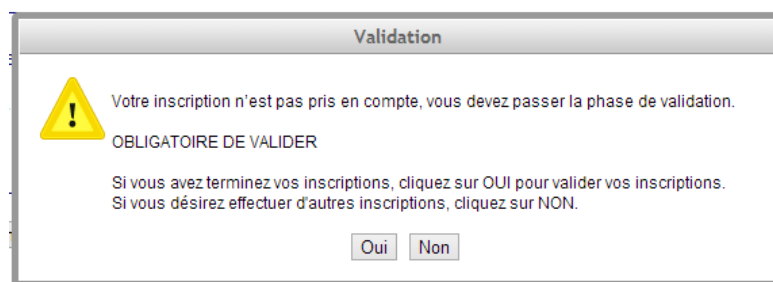 Validation
Votre inscription n'est pas pris en compte, vous devez passer la phase de validation.
OBLIGATOIRE DE VALIDER
Si vous avez terminez vos inscriptions, cliquez sur OUI pour valider vos inscriptions.
Si vous désirez effectuer d'autres inscriptions, cliquez sur NON.
Oui Non